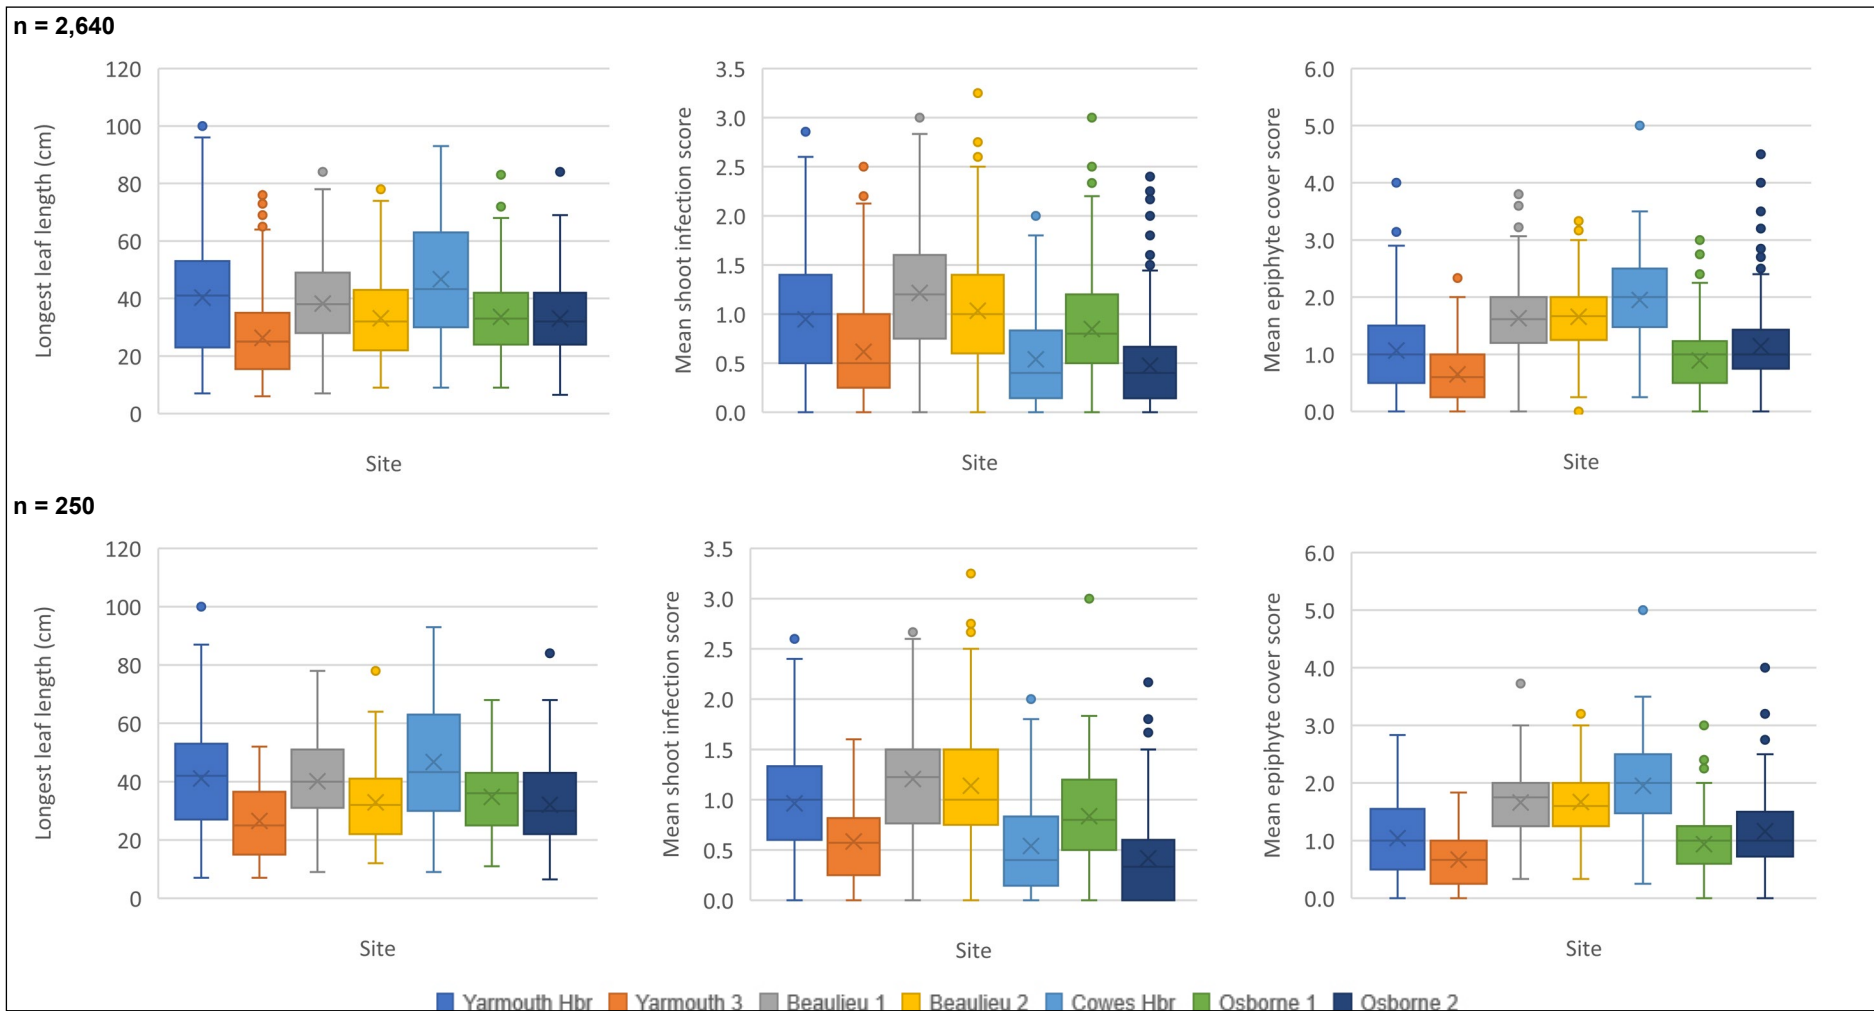 n = 2,640
Longest leaf length (cm)
120
100
80
60
40
20
0
Site
Mean shoot infection score
3.5
3.0
2.5
2.0
1.5
1.0
0.5
0.0
Site
Mean epiphyte cover score
6.0
5.0
4.0
3.0
2.0
1.0
0.0
Site
n = 250
Longest leaf length (cm)
120
100
80
60
40
20
0
Site
Mean shoot infection score
3.5
3.0
2.5
2.0
1.5
1.0
0.5
0.0
Site
Mean epiphyte cover score
6.0
5.0
4.0
3.0
2.0
1.0
0.0
Site
Yarmouth Hbr Yarmouth 3 Beaulieu 1 Beaulieu 2 Cowes Hbr Osborne 1 Osborne 2